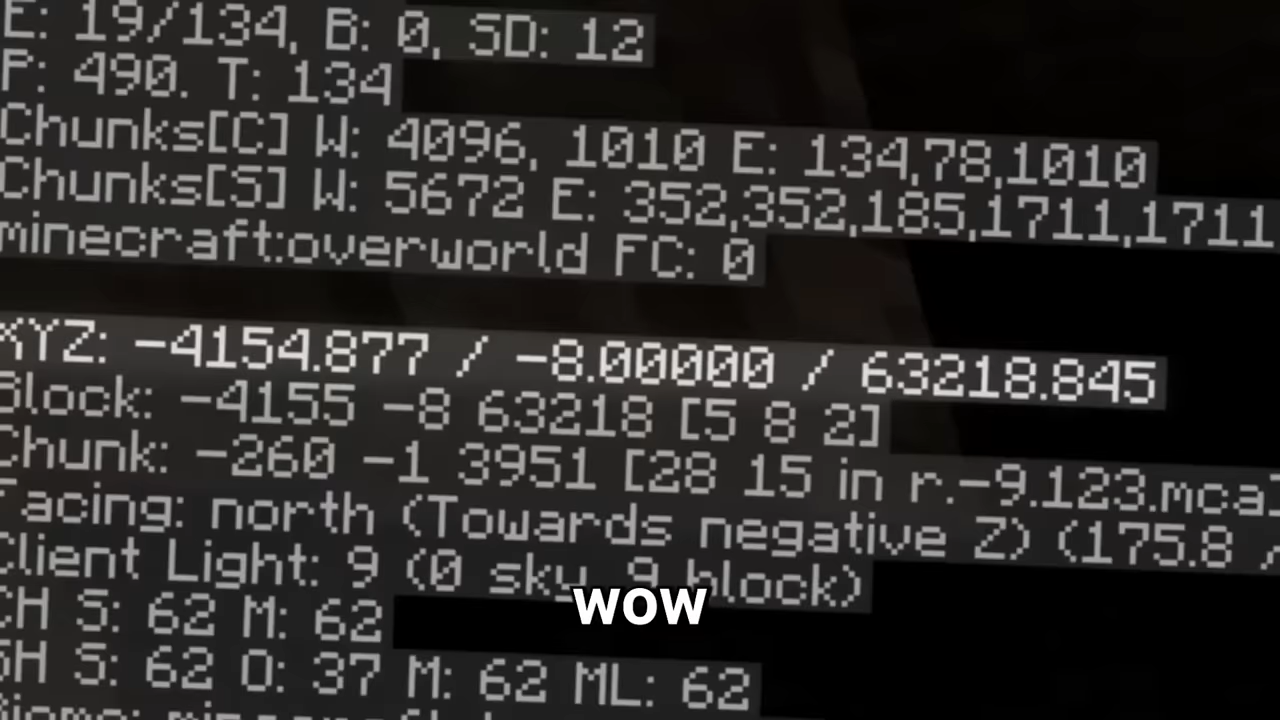 E: 19/134, B: 0, SD: 12
P: 490. T: 134
Chunks[C] W: 4096, 1010 E: 134,78,1010
Chunks[S] W: 5672 E: 352,352,185,1711,1711
minecraft:overworld FC: 0
XYZ: -4154.877 / -8.00000 / 63218.845
Block: -4155 -8 63218 [5 8 2]
Chunk: -260 -1 3951 [28 15 in r.-9.123.mca]
Facing: north (Towards negative Z) (175.8 /
Client Light: 9 (0 sky, 9 block)
wow
CH S: 62 M: 62
SH S: 62 O: 37 M: 62 ML: 62